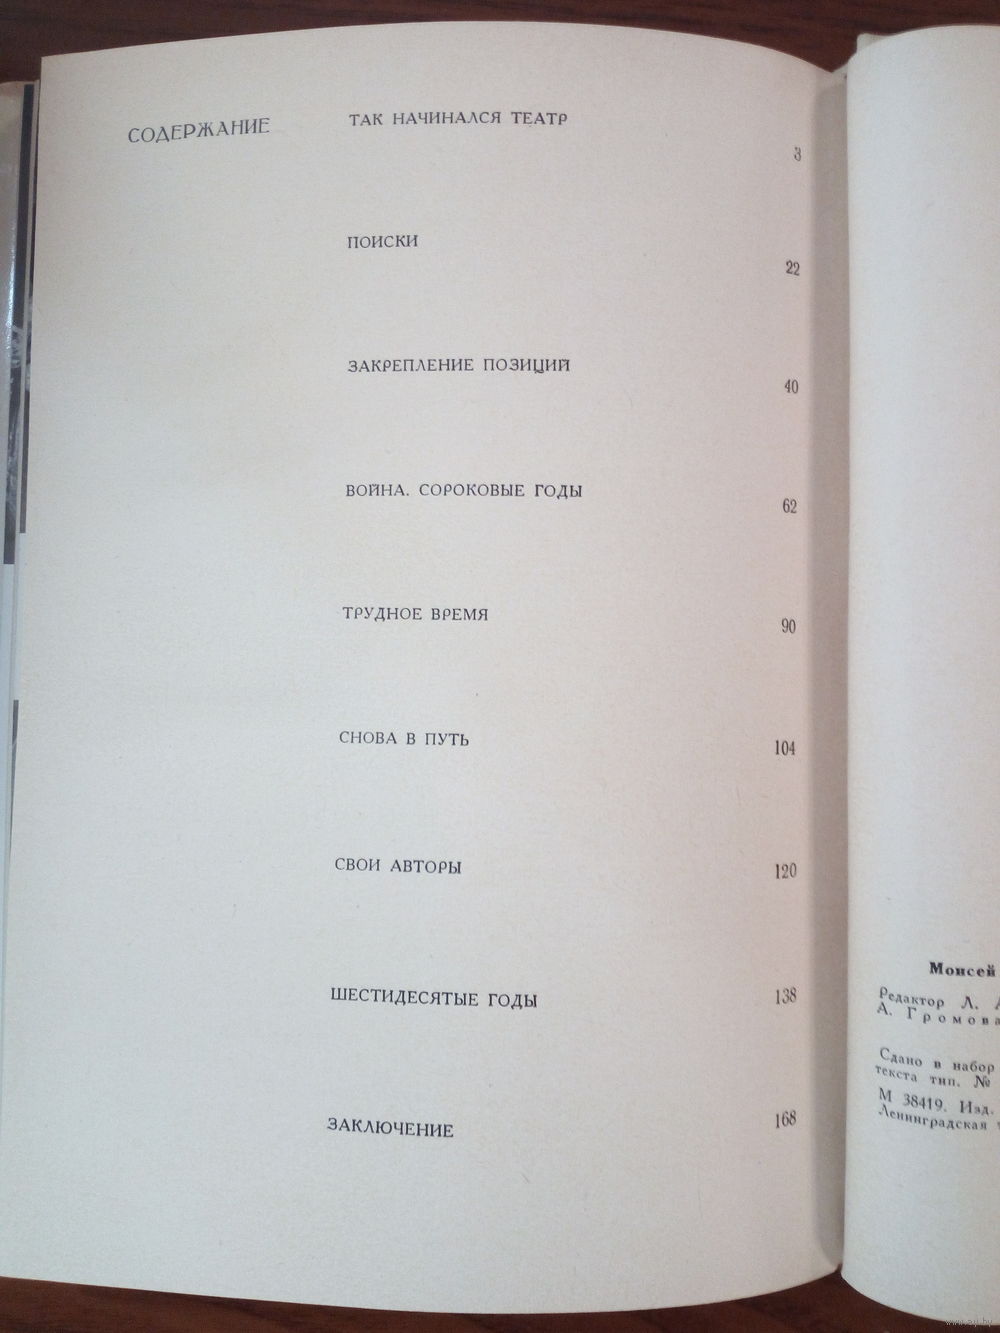 СОДЕРЖАНИЕ
ТАК НАЧИНАЛСЯ ТЕАТР
3
ПОИСКИ
22
ЗАКРЕПЛЕНИЕ ПОЗИЦИЙ
40
ВОЙНА. СОРОКОВЫЕ ГОДЫ
62
ТРУДНОЕ ВРЕМЯ
90
СНОВА В ПУТЬ
104
СВОИ АВТОРЫ
120
ШЕСТИДЕСЯТЫЕ ГОДЫ
138
ЗАКЛЮЧЕНИЕ
168
Моисей
Редактор Л.
А. Громова
Сдано в набор
текста тип. №
М 38419. Изд.
Ленинградская